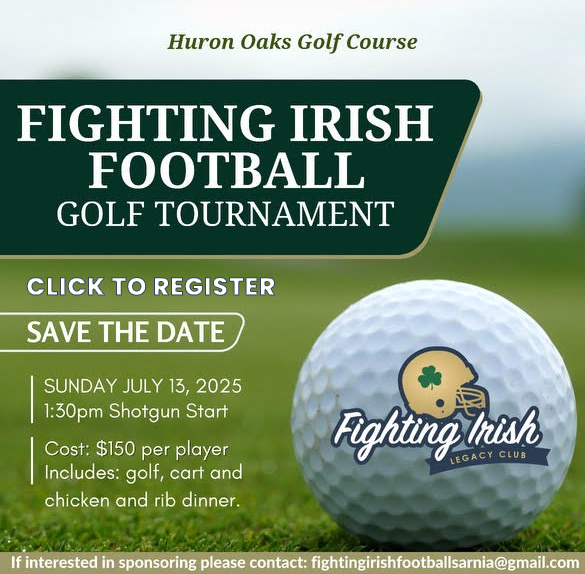 Huron Oaks Golf Course
FIGHTING IRISH
FOOTBALL
GOLF TOURNAMENT
CLICK TO REGISTER
SAVE THE DATE
SUNDAY JULY 13, 2025
1:30pm Shotgun Start
Cost: $150 per player
Includes: golf, cart and
chicken and rib dinner.
Fighting Irish
LEGACY CLUB
If interested in sponsoring please contact: fightingirishfootballsarnia@gmail.com